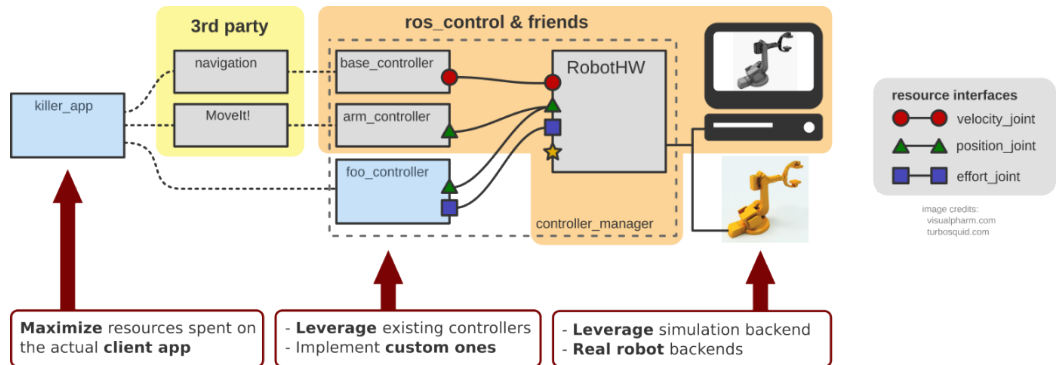 3rd party
ros_control & friends
navigation
base_controller
RobotHW
killer_app
MoveIt!
arm_controller
foo_controller
controller_manager
resource interfaces
velocity_joint
position_joint
effort_joint
image credits:
visualpharm.com
turbosquid.com
Maximize resources spent on
the actual client app
- Leverage existing controllers
- Implement custom ones
- Leverage simulation backend
- Real robot backends